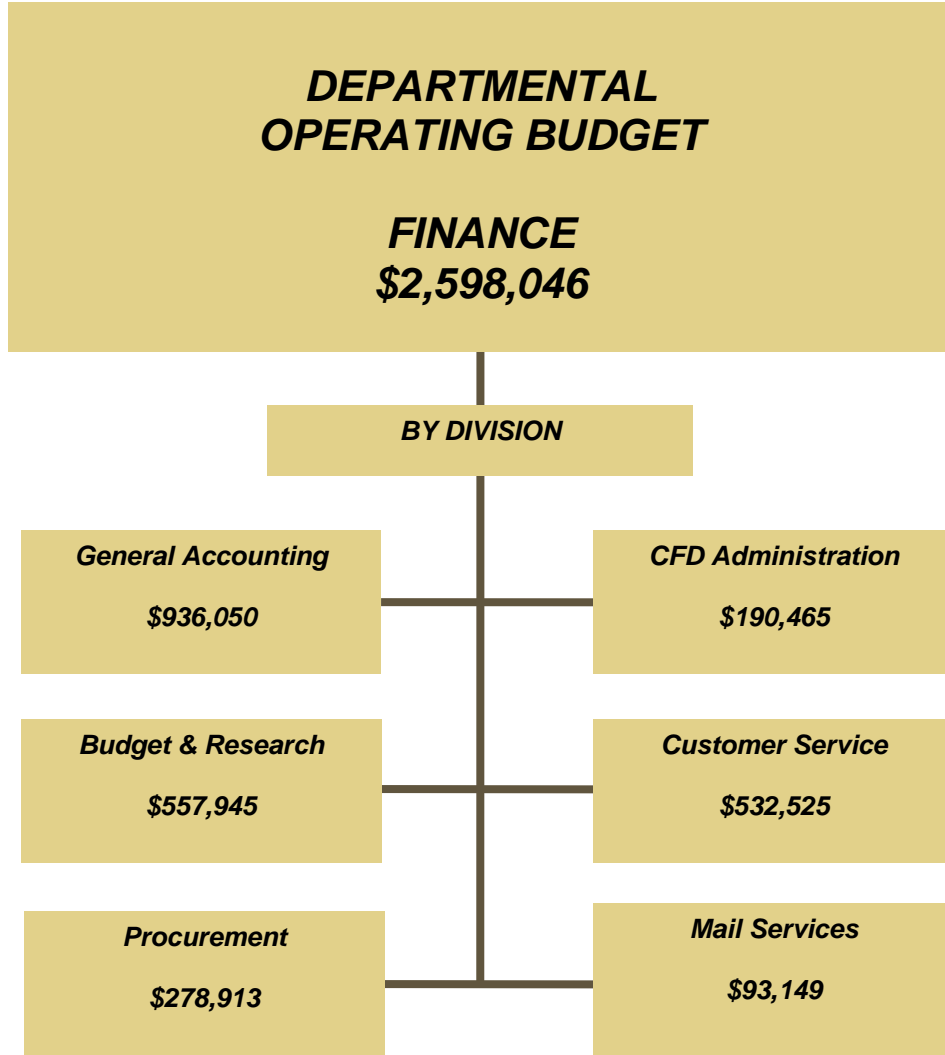 DEPARTMENTAL
OPERATING BUDGET
FINANCE
$2,598,046
BY DIVISION
General Accounting
$936,050
CFD Administration
$190,465
Budget & Research
$557,945
Customer Service
$532,525
Procurement
$278,913
Mail Services
$93,149